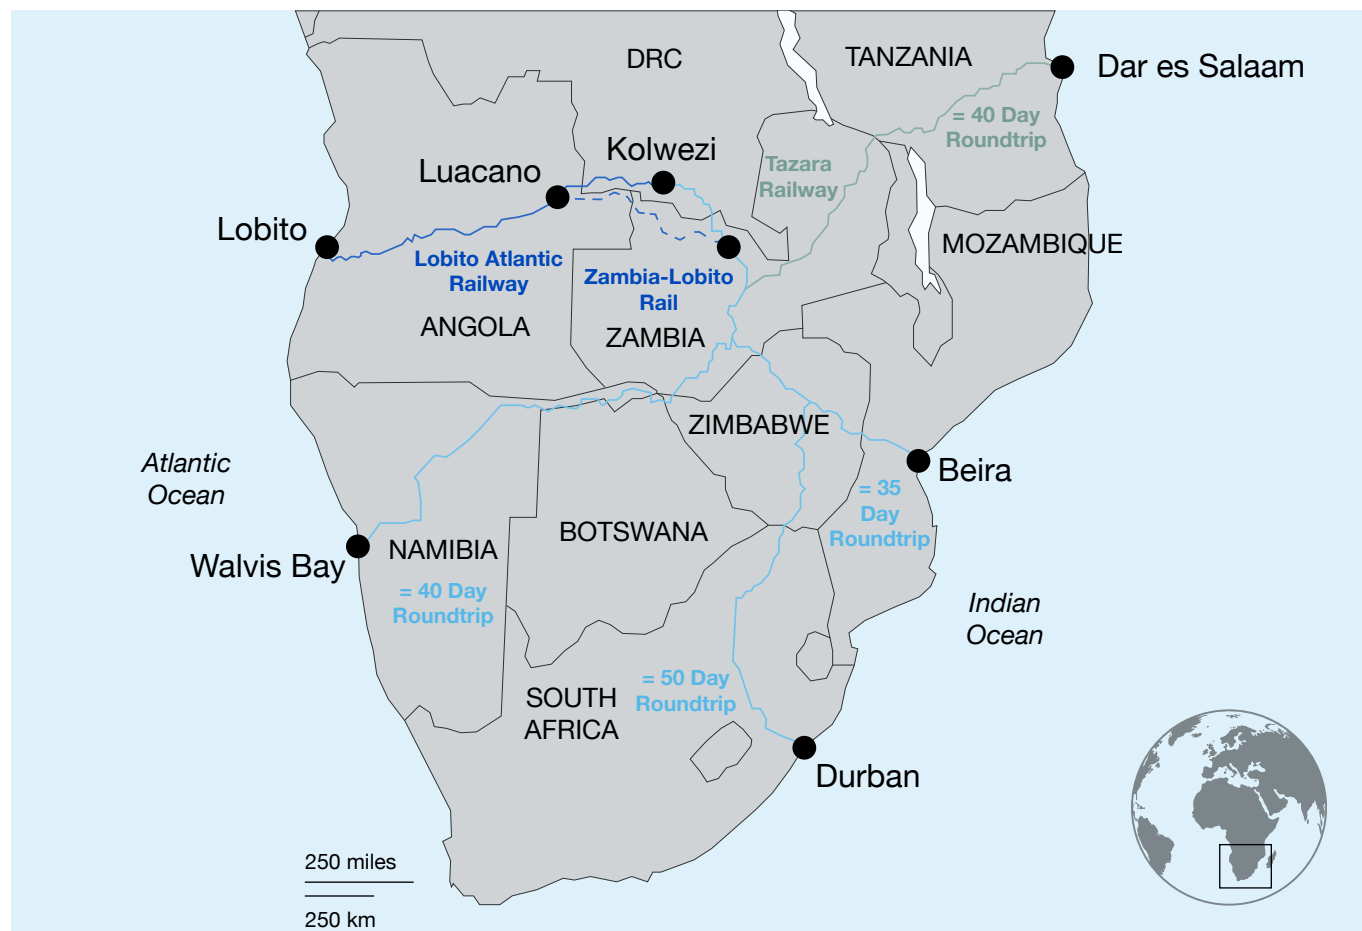 DRC
TANZANIA
Dar es Salaam
= 40 Day
Roundtrip
Kolwezi
Luacano
Tazara
Railway
Lobito
MOZAMBIQUE
Lobito Atlantic
Railway
Zambia-Lobito
Rail
ANGOLA
ZAMBIA
ZIMBABWE
Atlantic
Ocean
Beira
= 35
Day
Roundtrip
BOTSWANA
NAMIBIA
Walvis Bay
= 40 Day
Roundtrip
Indian
Ocean
= 50 Day
Roundtrip
SOUTH
AFRICA
Durban
250 miles
250 km